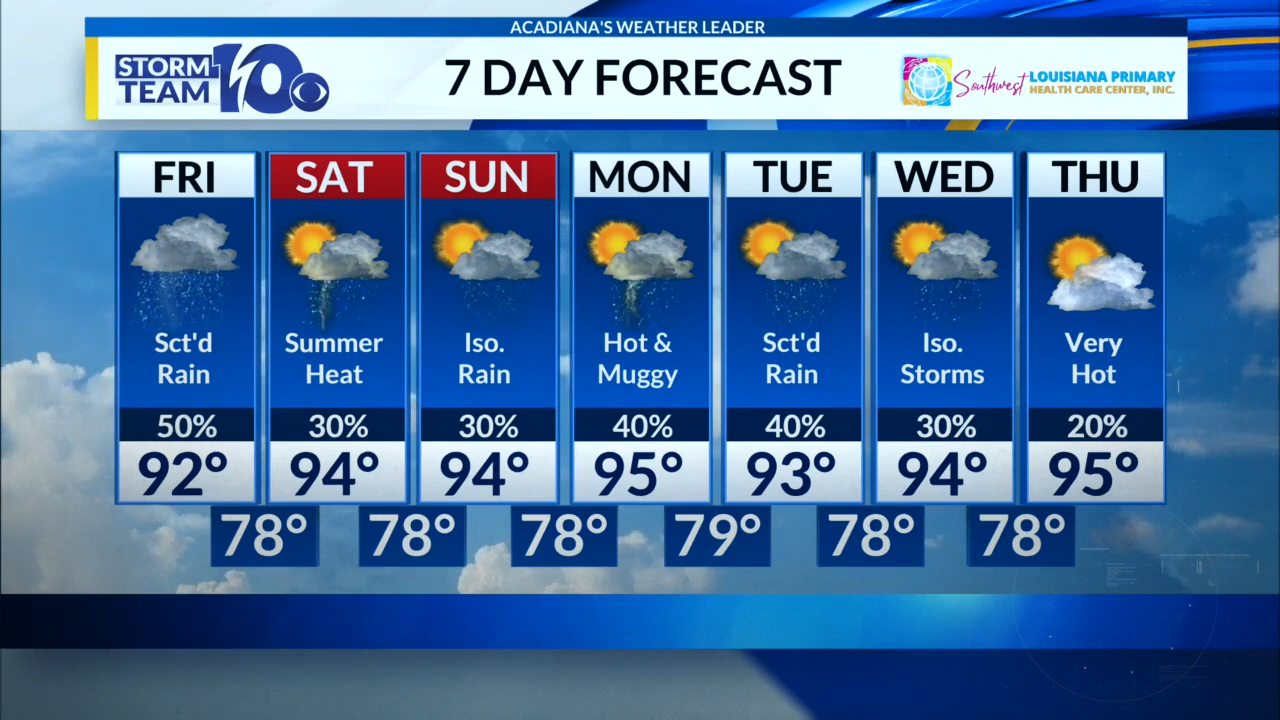 ACADIANA'S WEATHER LEADER
STORM TEAM 10
7 DAY FORECAST
Southwest LOUISIANA PRIMARY
HEALTH CARE CENTER, INC.
FRI SAT SUN MON TUE WED THU
Sct'd Summer Iso. Hot & Sct'd Iso. Very
Rain Heat Rain Muggy Rain Storms Hot
50% 30% 30% 40% 40% 30% 20%
92° 94° 94° 95° 93° 94° 95°
78° 78° 78° 79° 78° 78°